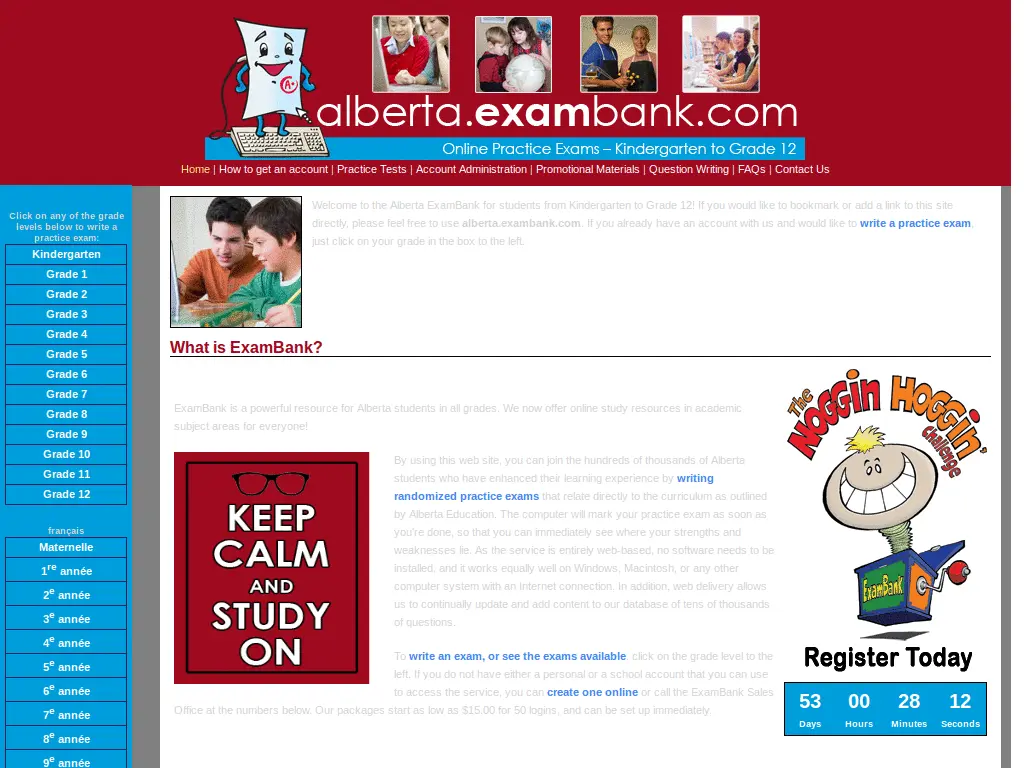 A+
alberta.exambank.com
Online Practice Exams – Kindergarten to Grade 12
Home | How to get an account | Practice Tests | Account Administration | Promotional Materials | Question Writing | FAQs | Contact Us
Click on any of the grade
levels below to write a
practice exam:
Kindergarten
Grade 1
Grade 2
Grade 3
Grade 4
Grade 5
Grade 6
Grade 7
Grade 8
Grade 9
Grade 10
Grade 11
Grade 12
français
Maternelle
1re année
2e année
3e année
4e année
5e année
6e année
7e année
8e année
9e année
Welcome to the Alberta ExamBank for students from Kindergarten to Grade 12! If you would like to bookmark or add a link to this site
directly, please feel free to use alberta.exambank.com. If you already have an account with us and would like to write a practice exam,
just click on your grade in the box to the left.
What is ExamBank?
ExamBank is a powerful resource for Alberta students in all grades. We now offer online study resources in academic
subject areas for everyone!
KEEP
CALM
AND
STUDY
ON
By using this web site, you can join the hundreds of thousands of Alberta
students who have enhanced their learning experience by writing
randomized practice exams that relate directly to the curriculum as outlined
by Alberta Education. The computer will mark your practice exam as soon as
you're done, so that you can immediately see where your strengths and
weaknesses lie. As the service is entirely web-based, no software needs to be
installed, and it works equally well on Windows, Macintosh, or any other
computer system with an Internet connection. In addition, web delivery allows
us to continually update and add content to our database of tens of thousands
of questions.
To write an exam, or see the exams available, click on the grade level to the
left. If you do not have either a personal or a school account that you can use
to access the service, you can create one online or call the ExamBank Sales
Office at the numbers below. Our packages start as low as $15.00 for 50 logins, and can be set up immediately.
The
NOGGIN HOGGIN'
Challenge
ExamBank
Register Today
53 00 28 12
Days Hours Minutes Seconds